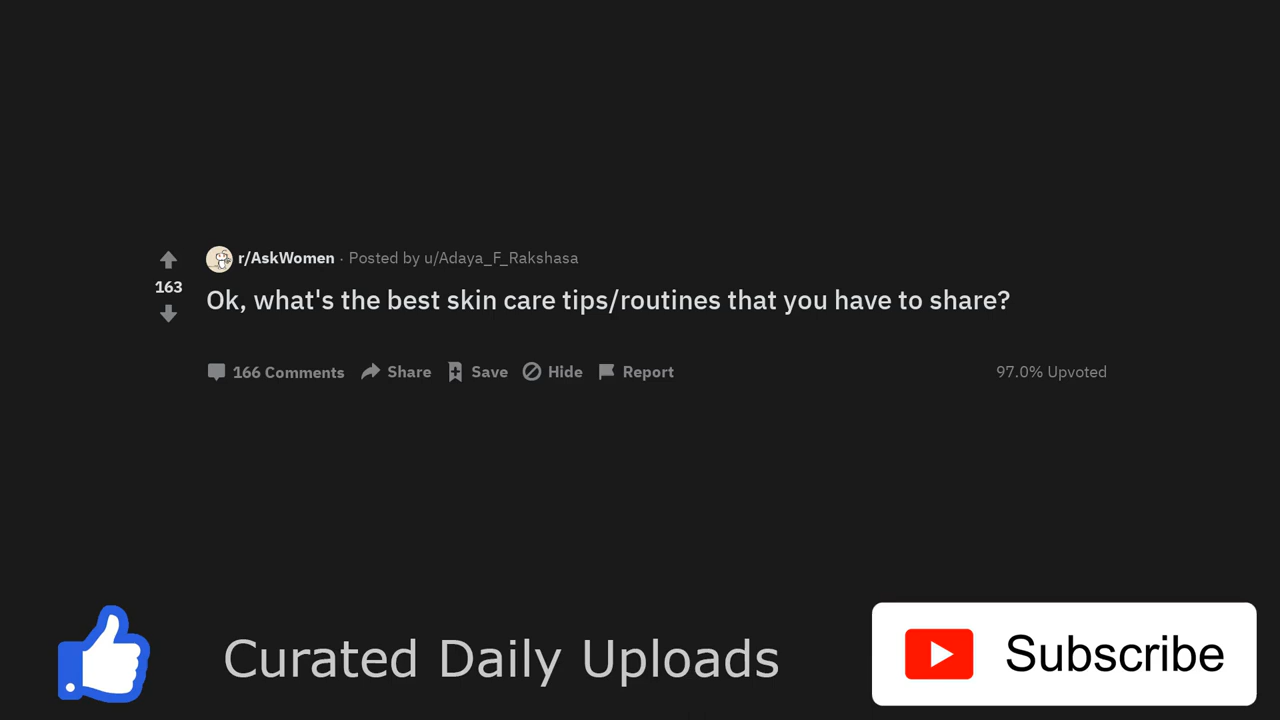 r/AskWomen · Posted by u/Adaya_F_Rakshasa
163
Ok, what's the best skin care tips/routines that you have to share?
166 Comments Share Save Hide Report 97.0% Upvoted
Curated Daily Uploads
Subscribe